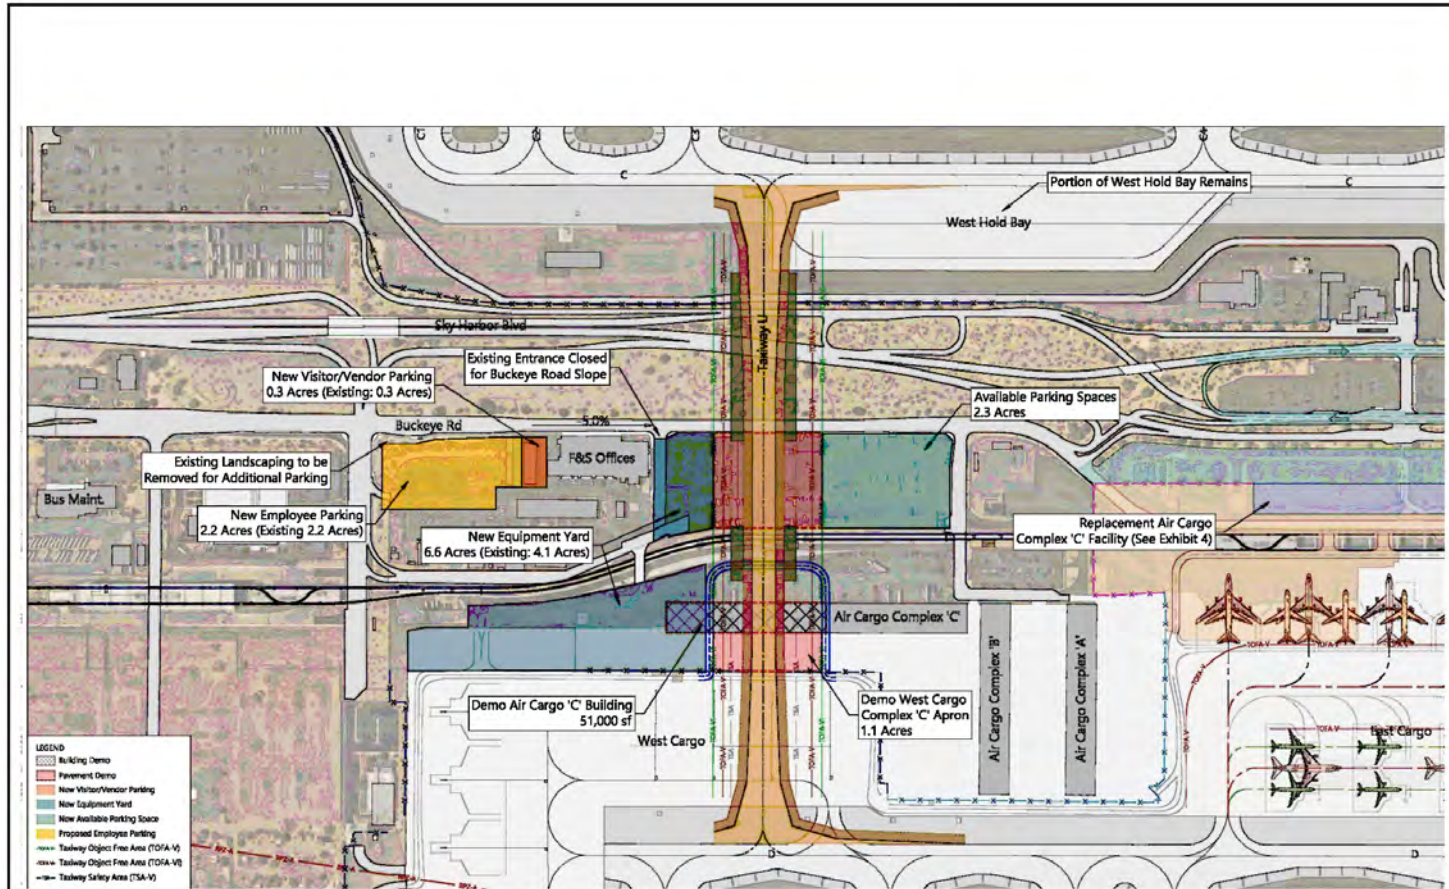 C1
C2
C3
C4
C
Portion of West Hold Bay Remains
C
West Hold Bay
Sky Harbor Blvd
Taxiway U
Existing Entrance Closed
for Buckeye Road Slope
New Visitor/Vendor Parking
0.3 Acres (Existing: 0.3 Acres)
Available Parking Spaces
2.3 Acres
Buckeye Rd
5.0%
F&S Offices
Existing Landscaping to be
Removed for Additional Parking
Bus Maint.
New Employee Parking
2.2 Acres (Existing 2.2 Acres)
New Equipment Yard
6.6 Acres (Existing: 4.1 Acres)
Replacement Air Cargo
Complex 'C' Facility (See Exhibit 4)
Air Cargo Complex 'C'
Air Cargo Complex 'B'
Air Cargo Complex 'A'
Demo Air Cargo 'C' Building
51,000 sf
Demo West Cargo
Complex 'C' Apron
1.1 Acres
West Cargo
East Cargo
D
D
LEGEND
Building Demo
Pavement Demo
New Visitor/Vendor Parking
New Equipment Yard
New Available Parking Space
Proposed Employee Parking
Taxiway Object Free Area (TOFA-V)
Taxiway Object Free Area (TOFA-VI)
Taxiway Safety Area (TSA-V)